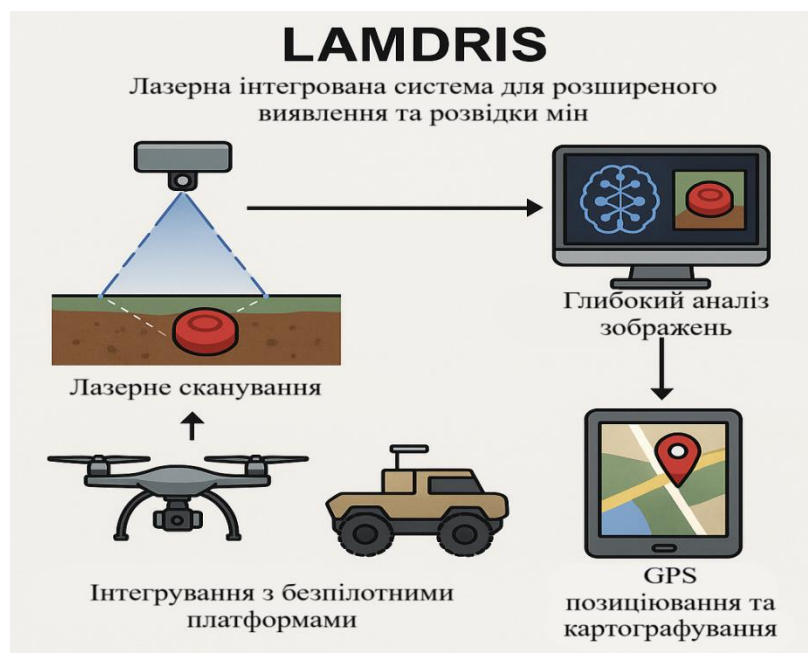 LAMDRIS
Лазерна інтегрована система для розширеного
виявлення та розвідки мін
Глибокий аналіз
зображень
Лазерне сканування
Інтегрування з безпілотними
платформами
GPS
позиціювання та
картографування